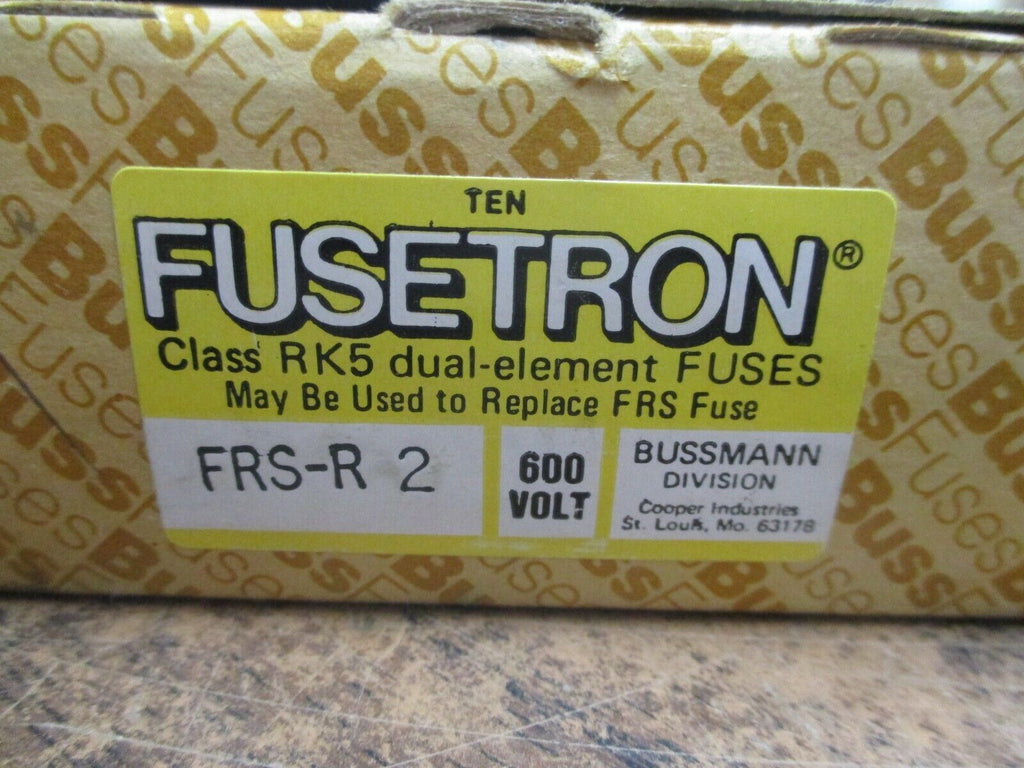 TEN
FUSETRON®
Class RK5 dual-element FUSES
May Be Used to Replace FRS Fuse
FRS-R 2
600
VOLT
BUSSMANN
DIVISION
Cooper Industries
St. Louis, Mo. 63178
BussFuses